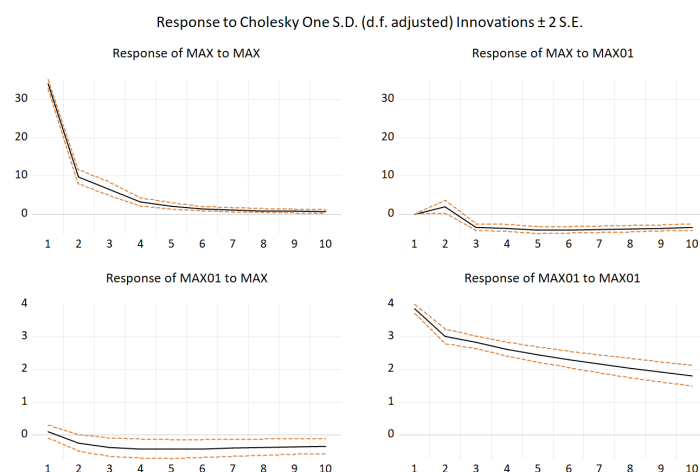 Response to Cholesky One S.D. (d.f. adjusted) Innovations ± 2 S.E.
Response of MAX to MAX
30
20
10
0
1 2 3 4 5 6 7 8 9 10
Response of MAX to MAX01
30
20
10
0
1 2 3 4 5 6 7 8 9 10
Response of MAX01 to MAX
4
3
2
1
0
1 2 3 4 5 6 7 8 9 10
Response of MAX01 to MAX01
4
3
2
1
0
1 2 3 4 5 6 7 8 9 10